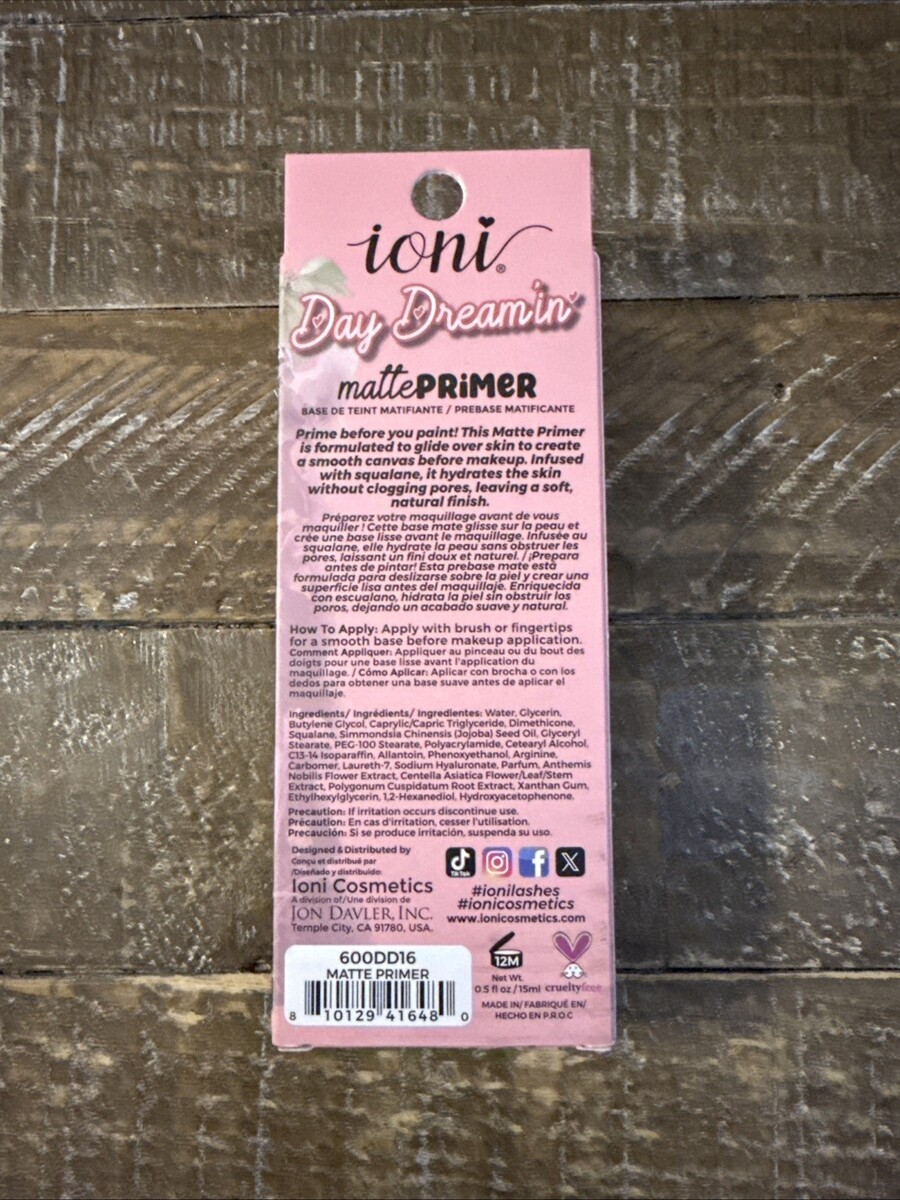 ioni®
Day Dreamin'
matte PRiMER
BASE DE TEINT MATIFIANTE / PREBASE MATIFICANTE
Prime before you paint! This Matte Primer
is formulated to glide over skin to create
a smooth canvas before makeup. Infused
with squalane, it hydrates the skin
without clogging pores, leaving a soft,
natural finish.
Préparez votre maquillage avant de vous
maquiller ! Cette base mate glisse sur la peau et
crée une base lisse avant le maquillage. Infusée au
squalane, elle hydrate la peau sans obstruer les
pores, laissant un fini doux et naturel. / ¡Prepara
antes de pintar! Esta prebase mate está
formulada para deslizarse sobre la piel y crear una
superficie lisa antes del maquillaje. Enriquecida
con escualano, hidrata la piel sin obstruir los
poros, dejando un acabado suave y natural.
How To Apply: Apply with brush or fingertips
for a smooth base before makeup application.
Comment Appliquer: Appliquer au pinceau ou du bout des
doigts pour une base lisse avant l'application du
maquillage. / Cómo Aplicar: Aplicar con brocha o con los
dedos para obtener una base suave antes de aplicar el
maquillaje.
Ingredients/ Ingrédients/ Ingredientes: Water, Glycerin,
Butylene Glycol, Caprylic/Capric Triglyceride, Dimethicone,
Squalane, Simmondsia Chinensis (Jojoba) Seed Oil, Glyceryl
Stearate, PEG-100 Stearate, Polyacrylamide, Cetearyl Alcohol,
C13-14 Isoparaffin, Allantoin, Phenoxyethanol, Arginine,
Carbomer, Laureth-7, Sodium Hyaluronate, Parfum, Anthemis
Nobilis Flower Extract, Centella Asiatica Flower/Leaf/Stem
Extract, Polygonum Cuspidatum Root Extract, Xanthan Gum,
Ethylhexylglycerin, 1,2-Hexanediol, Hydroxyacetophenone.
Precaution: If irritation occurs discontinue use.
Précaution: En cas d'irritation, cesser l'utilisation.
Precaución: Si se produce irritación, suspenda su uso.
Designed & Distributed by
Conçu et distribué par
/Diseñado y distribuido:
Ioni Cosmetics
A division of/Une division de
JON DAVLER, INC.
Temple City, CA 91780, USA.
TikTok
#ionilashes
#ionicosmetics
www.ionicosmetics.com
600DD16
MATTE PRIMER
8 10129 41648 0
12M
Net Wt.
0.5 fl oz / 15ml
crueltyfree
MADE IN/ FABRIQUÉ EN/
HECHO EN P.R.O.C